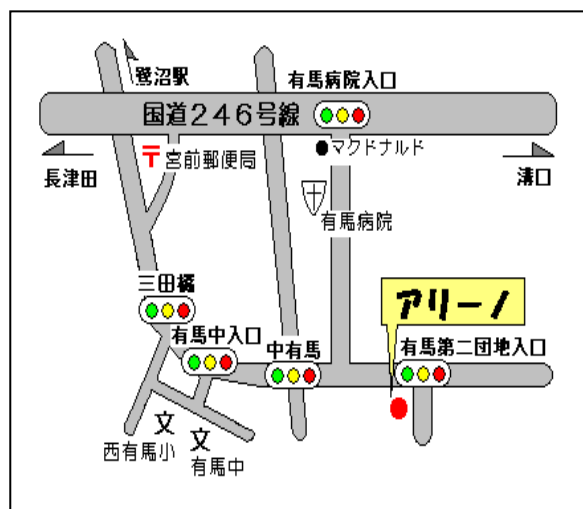 鷺沼駅
有馬病院入口
国道246号線
マクドナルド
宮前郵便局
長津田
溝口
有馬病院
三田橋
アリーノ
有馬中入口
中有馬
有馬第二団地入口
文
文
西有馬小
有馬中